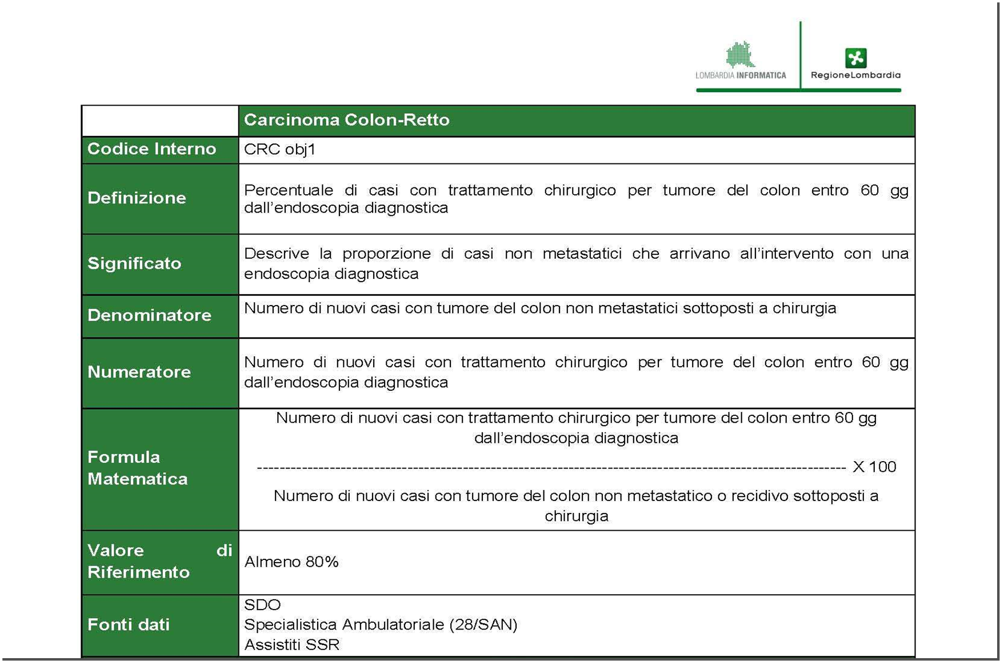 LOMBARDIA INFORMATICA
RegioneLombardia
Carcinoma Colon-Retto
Codice Interno
CRC obj1
Definizione
Percentuale di casi con trattamento chirurgico per tumore del colon entro 60 gg
dall'endoscopia diagnostica
Significato
Descrive la proporzione di casi non metastatici che arrivano all'intervento con una
endoscopia diagnostica
Denominatore
Numero di nuovi casi con tumore del colon non metastatici sottoposti a chirurgia
Numeratore
Numero di nuovi casi con trattamento chirurgico per tumore del colon entro 60 gg
dall'endoscopia diagnostica
Formula
Matematica
Numero di nuovi casi con trattamento chirurgico per tumore del colon entro 60 gg
dall'endoscopia diagnostica
---------------------------------------------------------------------------------------------------------- X 100
Numero di nuovi casi con tumore del colon non metastatico o recidivo sottoposti a
chirurgia
Valore di
Riferimento
Almeno 80%
Fonti dati
SDO
Specialistica Ambulatoriale (28/SAN)
Assistiti SSR